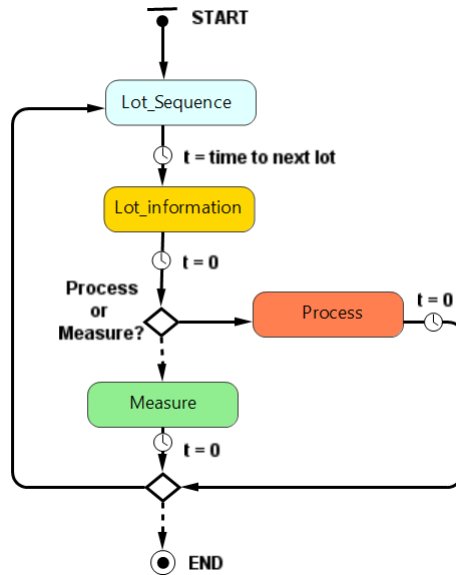 START
Lot_Sequence
t = time to next lot
Lot_information
t = 0
Process
or
Measure?
Process
t = 0
Measure
t = 0
END